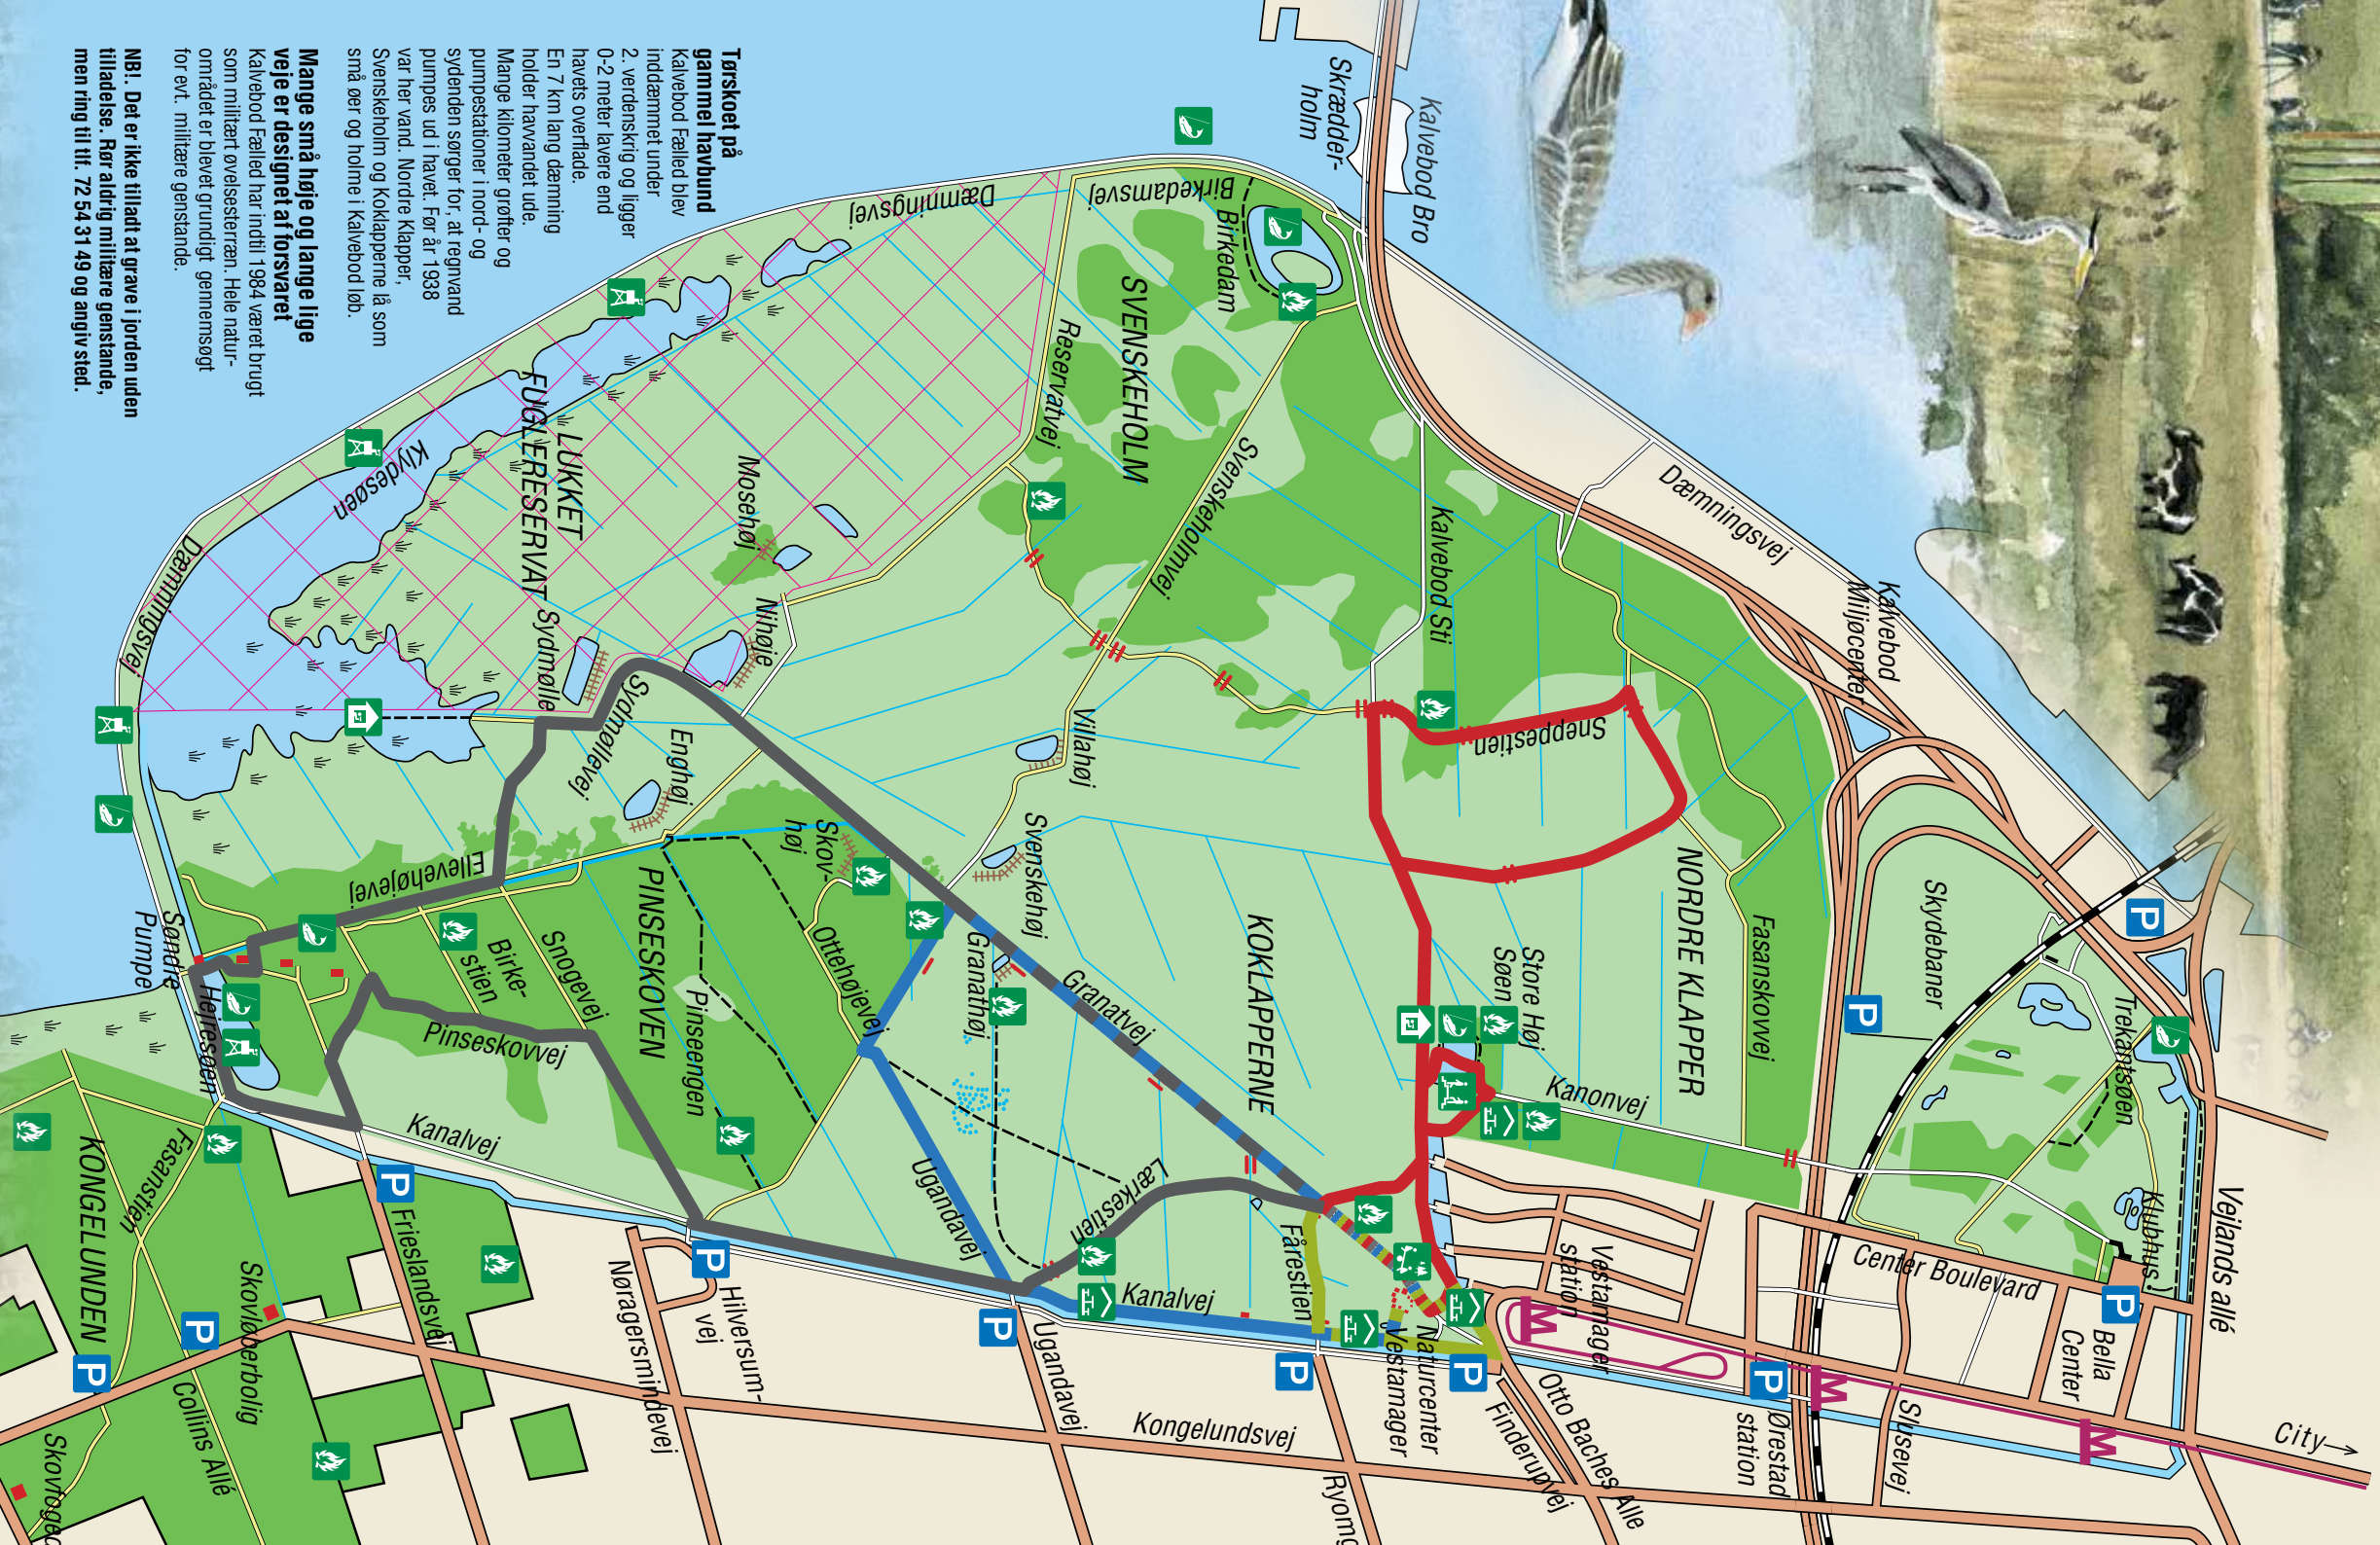 Tørskoet på
gammel havbund
Kalvebod Fælled blev
inddæmmet under
2. verdenskrig og ligger
0-2 meter lavere end
havets overflade.
En 7 km lang dæmning
holder havvandet ude.
Mange kilometer grøfter og
pumpestationer i nord- og
sydenden sørger for, at regnvand
pumpes ud i havet. Før år 1938
var her vand. Nordre Klapper,
Svenskeholm og Koklapperne lå som
små øer og holme i Kalvebod løb.
Mange små høje og lange lige
veje er designet af forsvaret
Kalvebod Fælled har indtil 1984 været brugt
som militært øvelsesterræn. Hele natur-
området er blevet grundigt gennemsøgt
for evt. militære genstande.
NB!. Det er ikke tilladt at grave i jorden uden
tilladelse. Rør aldrig militære genstande,
men ring til tlf. 72 54 31 49 og angiv sted.
Skrædder-
holm
Kalvebod Bro
Birkedamsvej
Birkedam
Dæmningsvej
SVENSKEHOLM
Reservatvej
Svenskeholmvej
Kalvebod Sti
Dæmningsvej
Kalvebod
Miljøcenter
LUKKET
FUGLERESERVAT
Klydesøen
Mosehøj
Nihøje
Sydmølle
Dæmningsvej
Sydmøllevej
Enghøj
Villahøj
Sneppestien
Svenskehøj
Skov-
høj
Ellevehøjevej
PINSESKOVEN
Ottehøjevej
Granathøj
Granatvej
KOKLAPPERNE
NORDRE KLAPPER
Fasanskovvej
Skydebaner
Store Høj
Søen
Trekantsøen
Kanonvej
Søndre
Pumpe
Hejresøen
Birke-
stien
Snogevej
Pinseskovvej
Pinseengen
Kanalvej
Ugandavej
Lærkestien
Fårestien
Kanalvej
Klubhus
Vejlands allé
Center Boulevard
Vestamager
station
M
Naturcenter
Vestamager
Bella
Center
Ørestad
station
M
M
Slusevej
City
KONGELUNDEN
Fasanstien
Frieslandsvej
Skovløberbolig
Collins Allé
Nøragersmindevej
Hilversum-
vej
Ugandavej
Kongelundsvej
Finderupvej
Otto Baches Alle
P
P
P
P
P
P
P
P
P
P
P